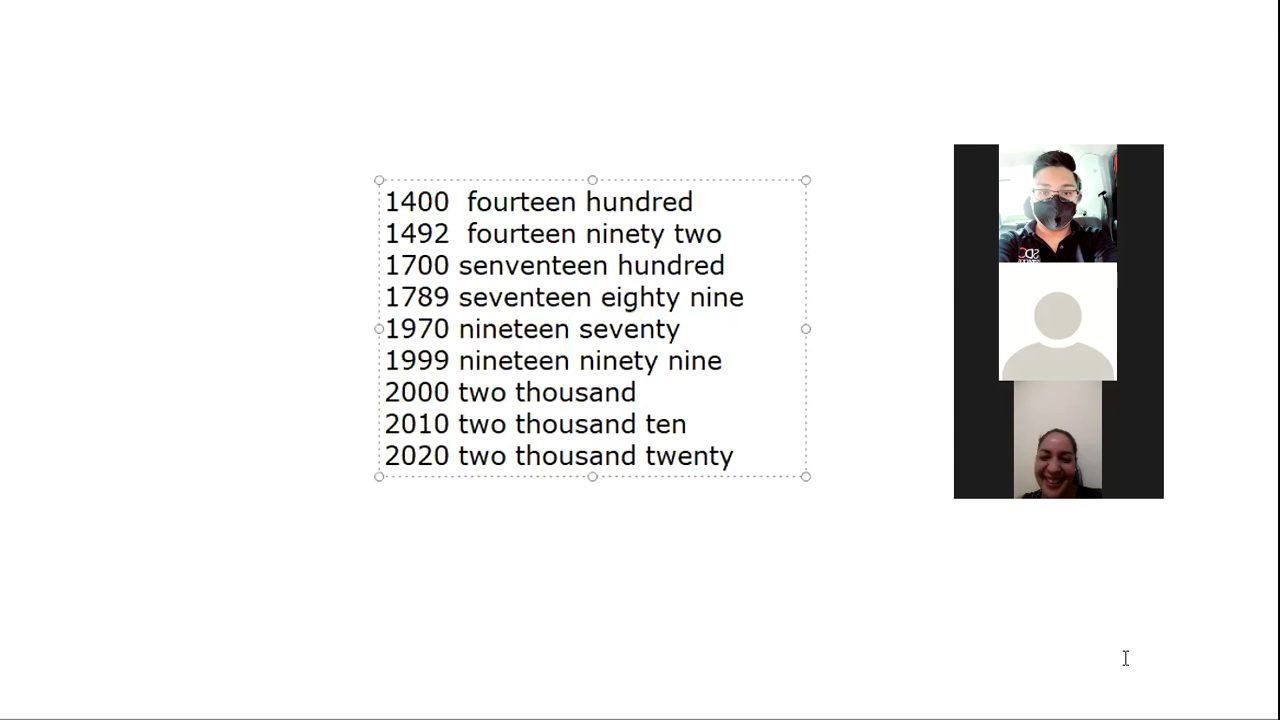 1400 fourteen hundred
1492 fourteen ninety two
1700 senventeen hundred
1789 seventeen eighty nine
1970 nineteen seventy
1999 nineteen ninety nine
2000 two thousand
2010 two thousand ten
2020 two thousand twenty